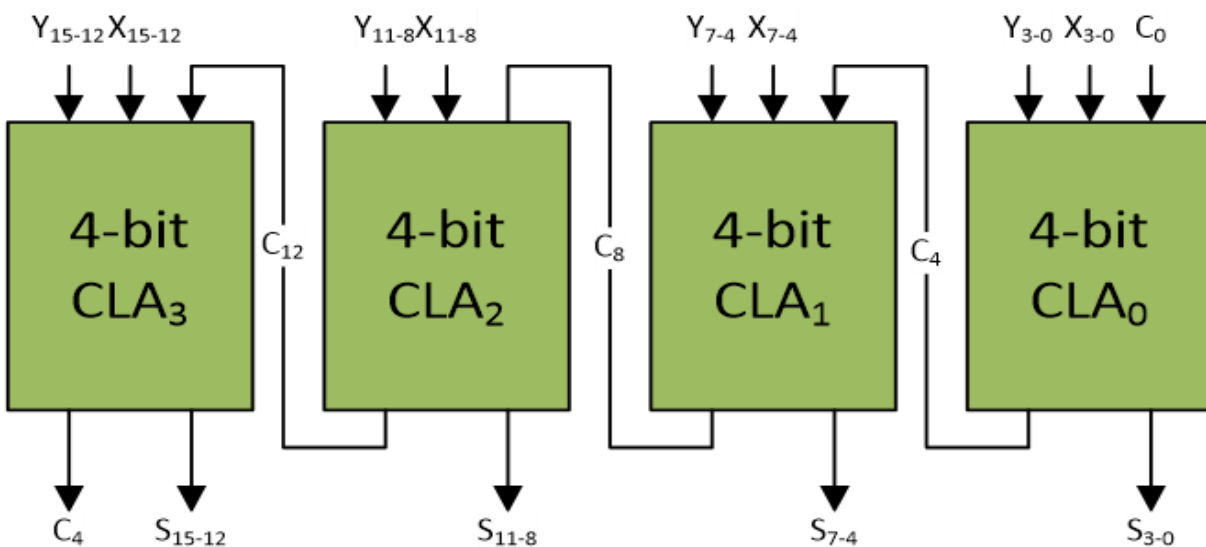 Y15-12 X15-12 Y11-8 X11-8 Y7-4 X7-4 Y3-0 X3-0 C0
4-bit CLA3
C12
4-bit CLA2
C8
4-bit CLA1
C4
4-bit CLA0
C4 S15-12 S11-8 S7-4 S3-0